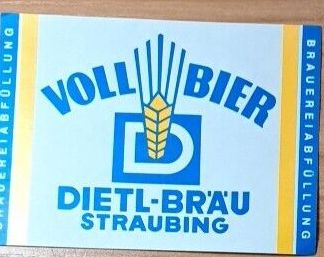 VOLL BIER
D
DIETL-BRÄU
STRAUBING
BRAUEREIABFÜLLUNG
BRAUEREIABFÜLLUNG